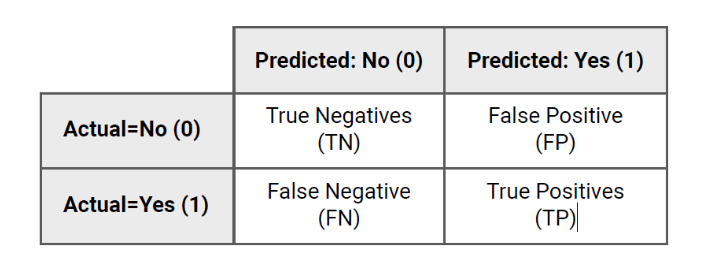 Predicted: No (0) Predicted: Yes (1)
Actual=No (0) True Negatives (TN) False Positive (FP)
Actual=Yes (1) False Negative (FN) True Positives (TP)